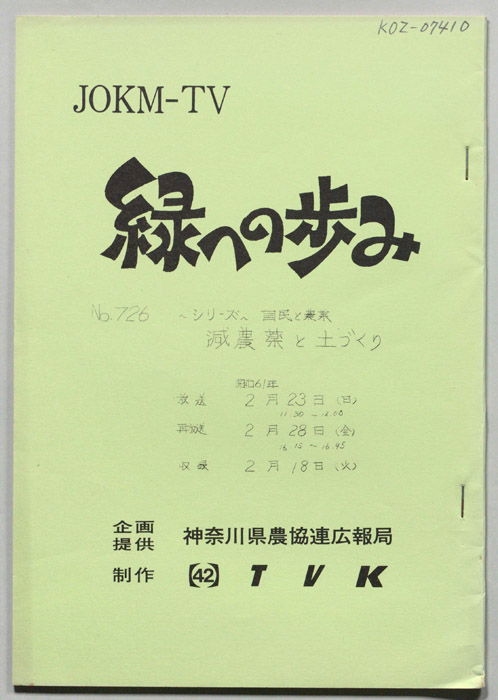 KOZ-07410
JOKM-TV
緑への歩み
No.726 ~シリーズ~ 国民と農業
減農薬と土づくり
昭和61年
放送 2月23日(日)
11.30~12.00
再放送 2月28日(金)
16.15~16.45
収録 2月18日(火)
企画
提供 神奈川県農協連広報局
制作 【42】 TVK